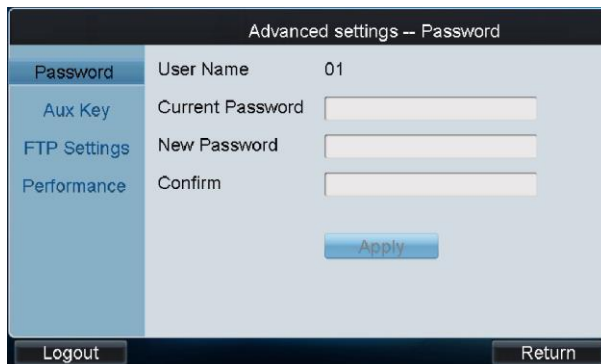 Advanced settings -- Password
Password
User Name 01
Aux Key
Current Password
FTP Settings
New Password
Performance
Confirm
Apply
Logout
Return